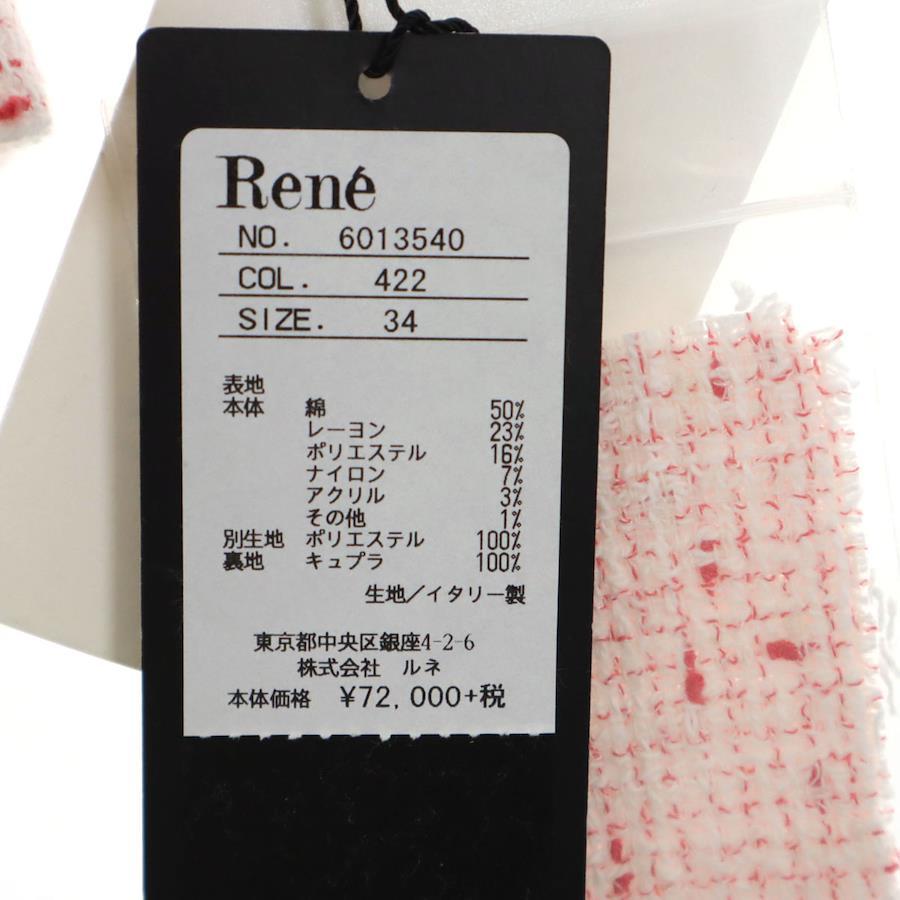 René
NO. 6013540
COL. 422
SIZE. 34
表地
本体 綿 50%
レーヨン 23%
ポリエステル 16%
ナイロン 7%
アクリル 3%
その他 1%
別生地 ポリエステル 100%
裏地 キュプラ 100%
生地/イタリー製
東京都中央区銀座4-2-6
株式会社 ルネ
本体価格 ¥72,000+税